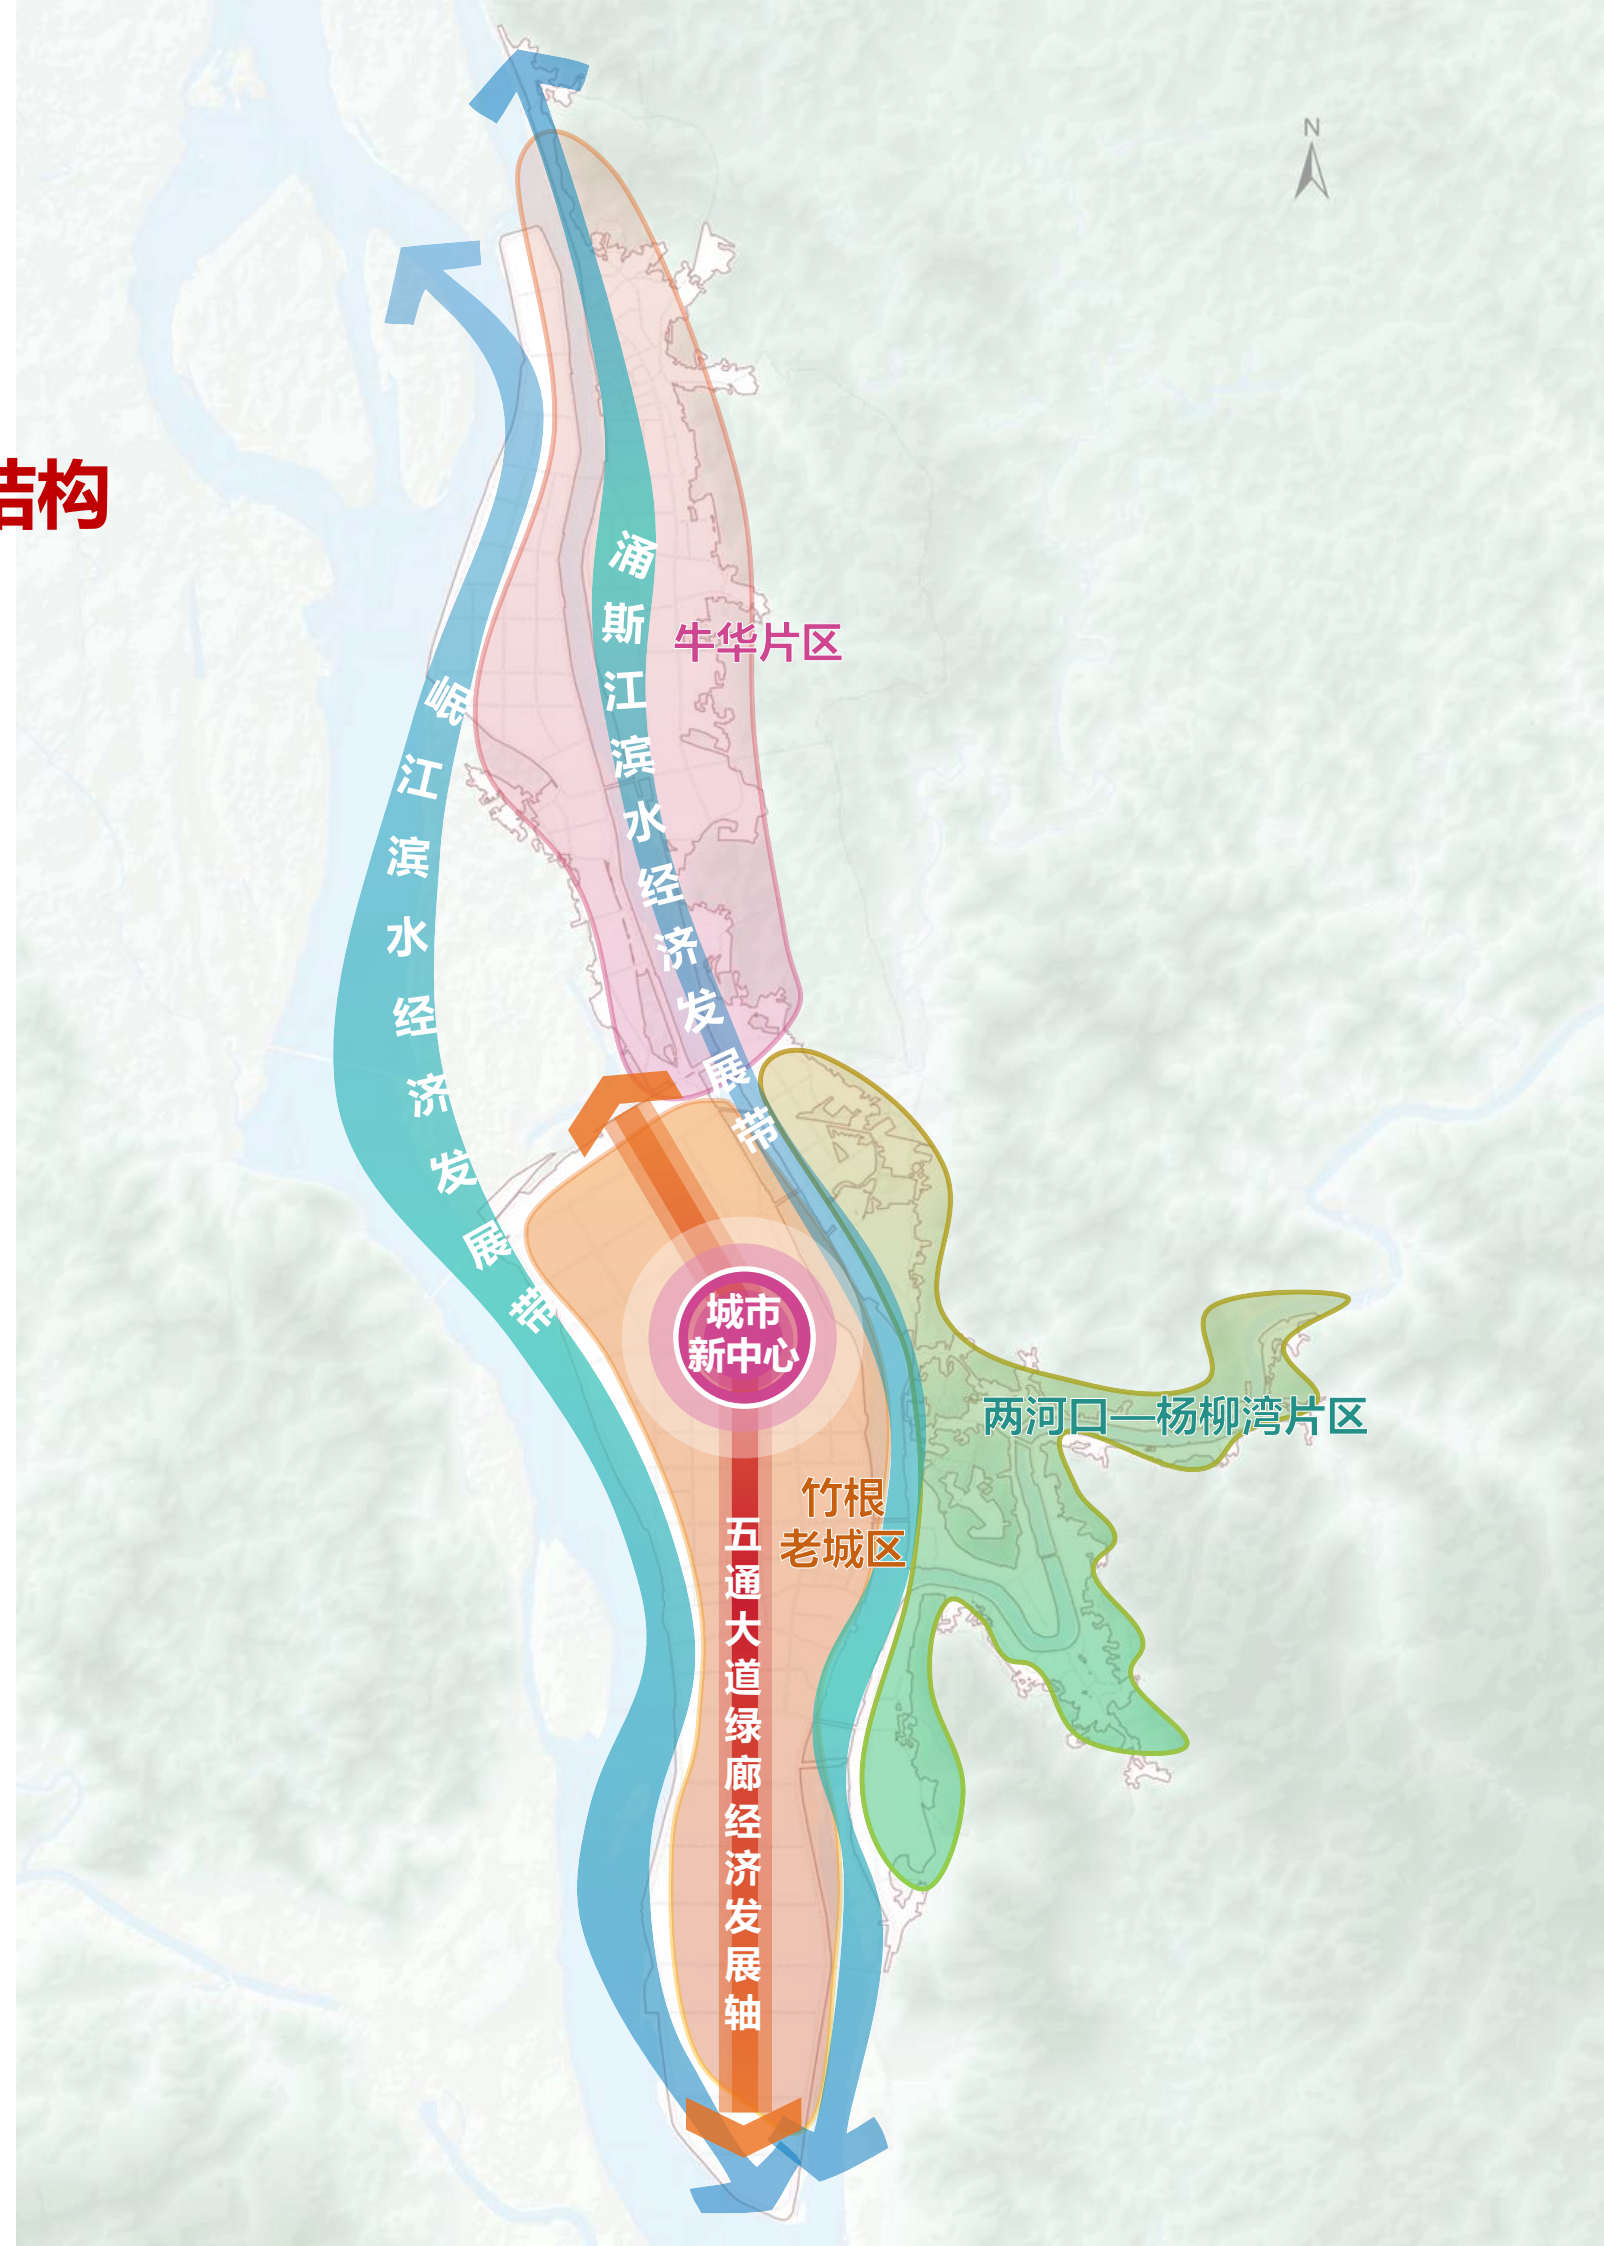 N
结构
涌斯江滨水经济发展带
牛华片区
岷江滨水经济发展带
城市
新中心
两河口—杨柳湾片区
竹根
老城区
五通大道绿廊经济发展轴